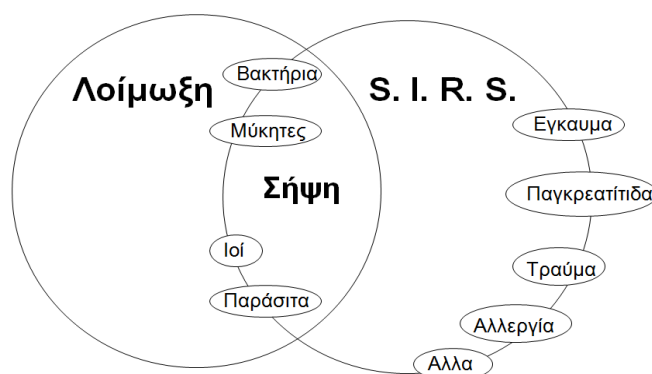 Λοίμωξη
S. I. R. S.
Βακτήρια
Μύκητες
Σήψη
Ιοί
Παράσιτα
Εγκαυμα
Παγκρεατίτιδα
Τραύμα
Αλλεργία
Αλλα